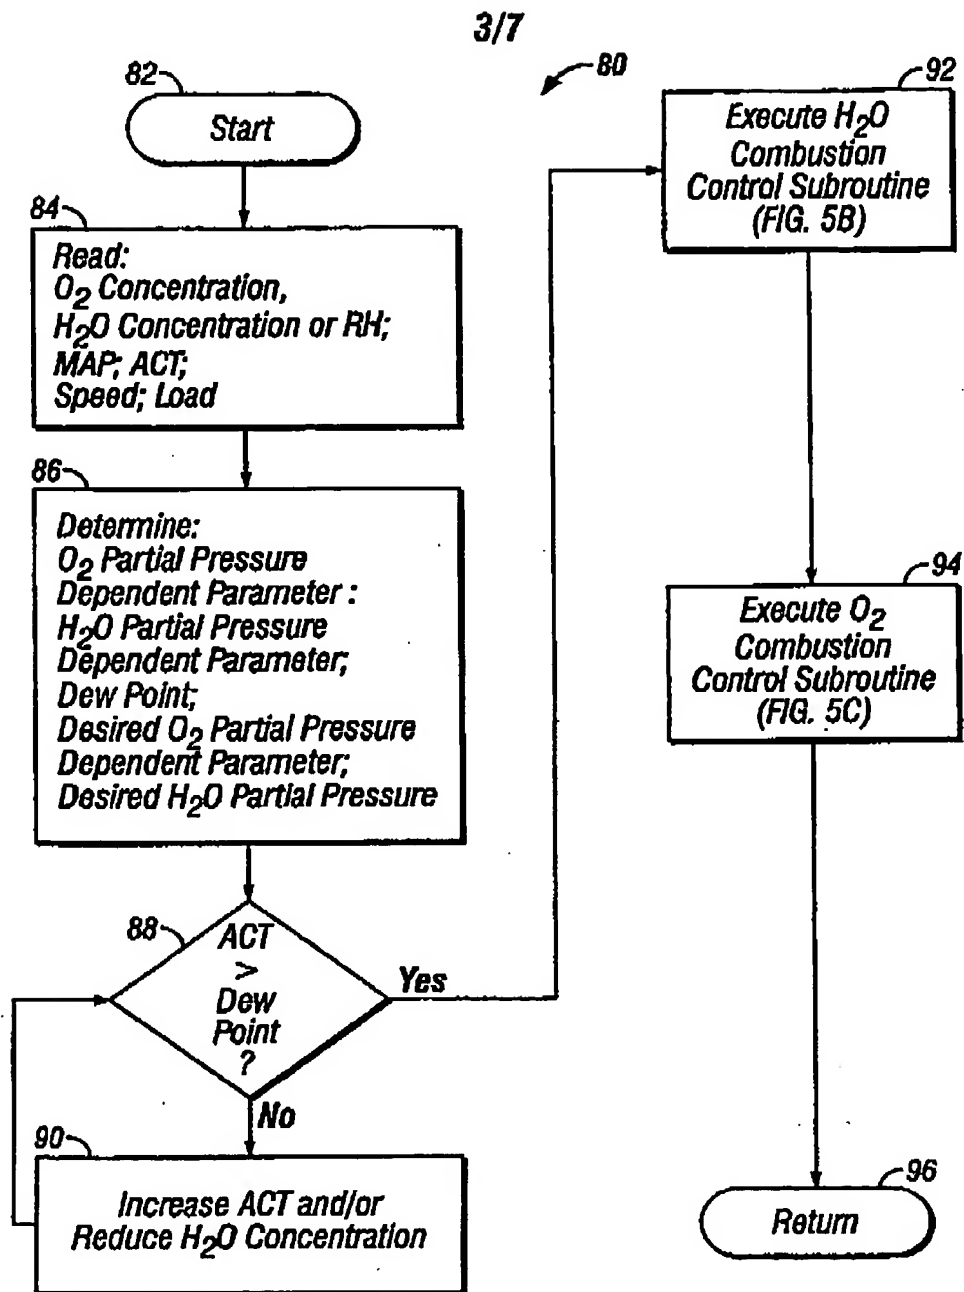 3/7
80
82
Start
84
Read:
O2 Concentration,
H2O Concentration or RH;
MAP; ACT;
Speed; Load
86
Determine:
O2 Partial Pressure
Dependent Parameter :
H2O Partial Pressure
Dependent Parameter;
Dew Point;
Desired O2 Partial Pressure
Dependent Parameter;
Desired H2O Partial Pressure
88
ACT
>
Dew
Point
?
Yes
No
90
Increase ACT and/or
Reduce H2O Concentration
92
Execute H2O
Combustion
Control Subroutine
(FIG. 5B)
94
Execute O2
Combustion
Control Subroutine
(FIG. 5C)
96
Return